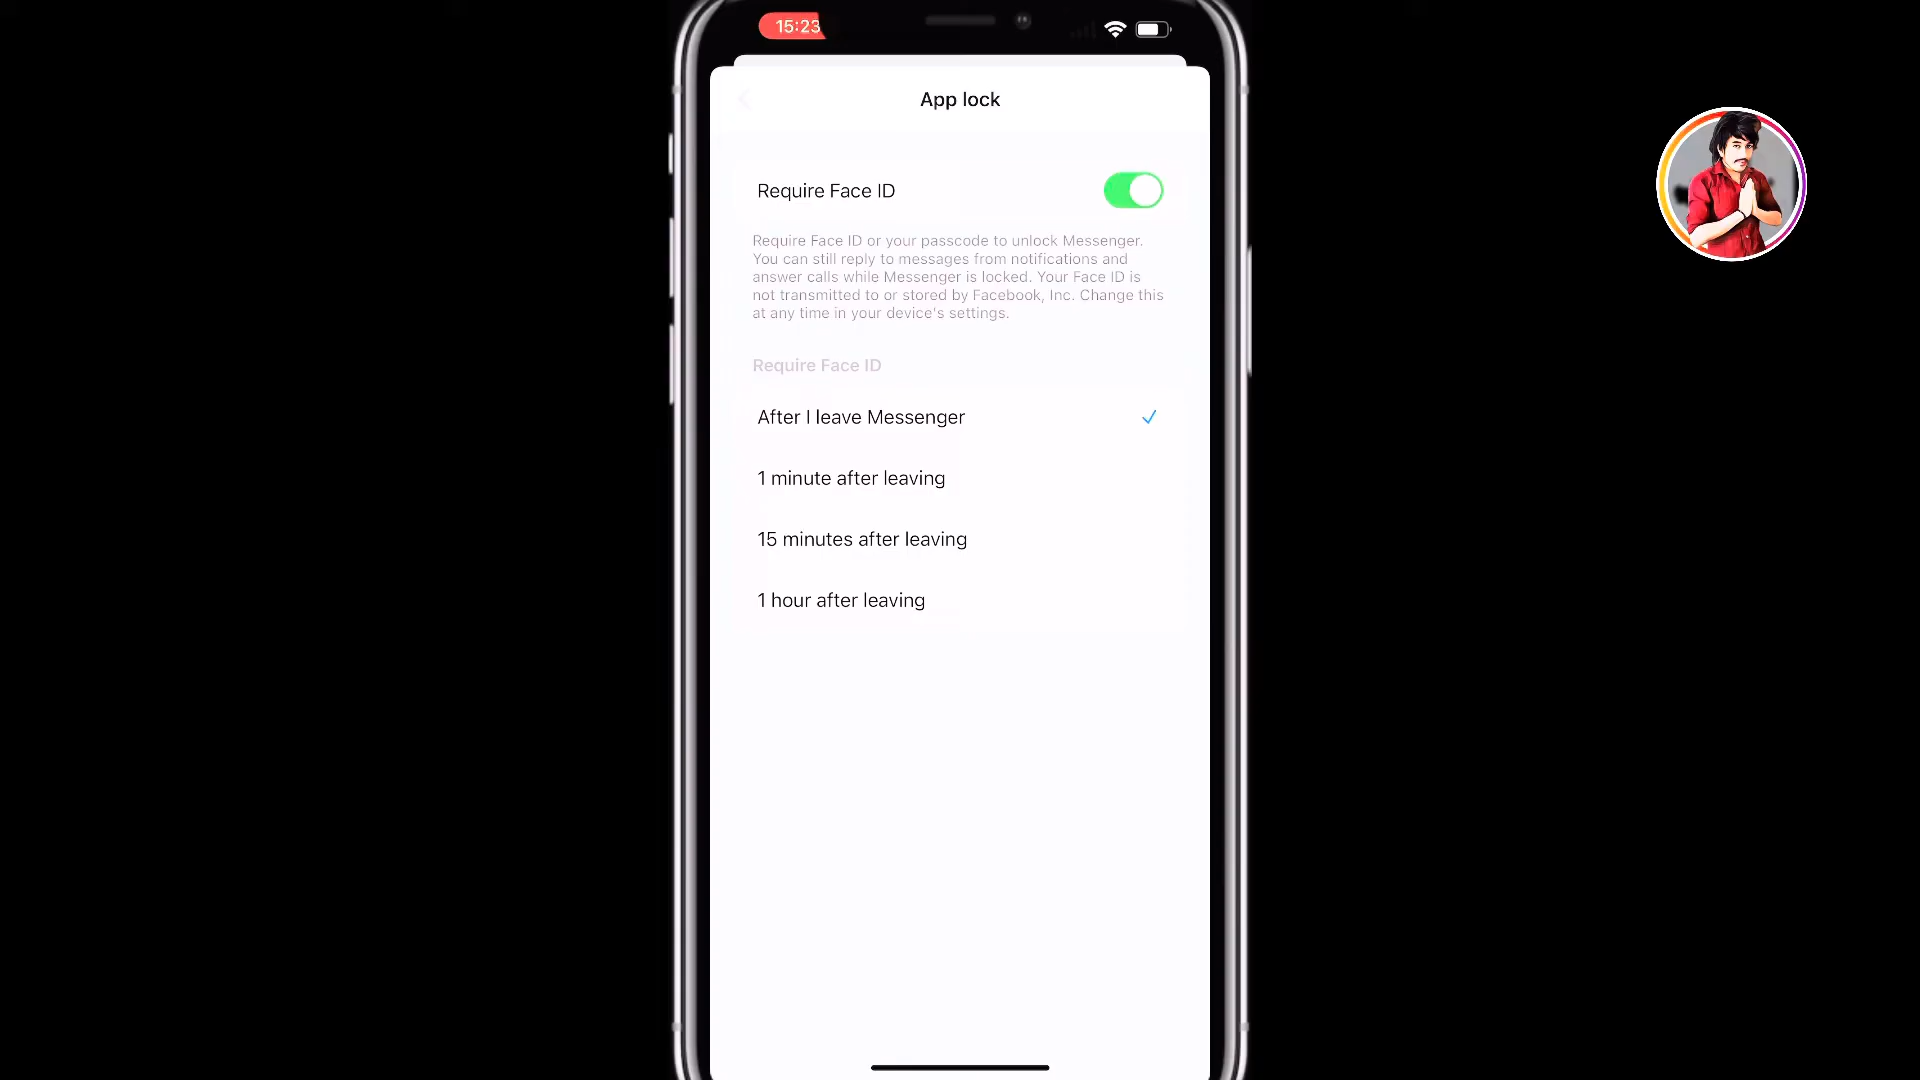 15:23
App lock
Require Face ID
Require Face ID or your passcode to unlock Messenger.
You can still reply to messages from notifications and
answer calls while Messenger is locked. Your Face ID is
not transmitted to or stored by Facebook, Inc. Change this
at any time in your device's settings.
Require Face ID
After I leave Messenger
1 minute after leaving
15 minutes after leaving
1 hour after leaving